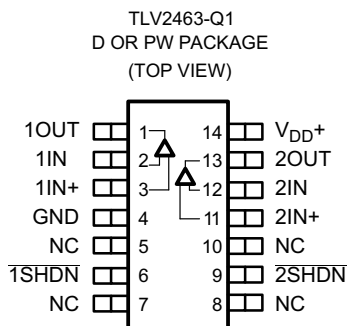 TLV2463-Q1
D OR PW PACKAGE
(TOP VIEW)
1OUT 1 14 VDD+
1IN 2 13 2OUT
1IN+ 3 12 2IN
GND 4 11 2IN+
NC 5 10 NC
1SHDN 6 9 2SHDN
NC 7 8 NC